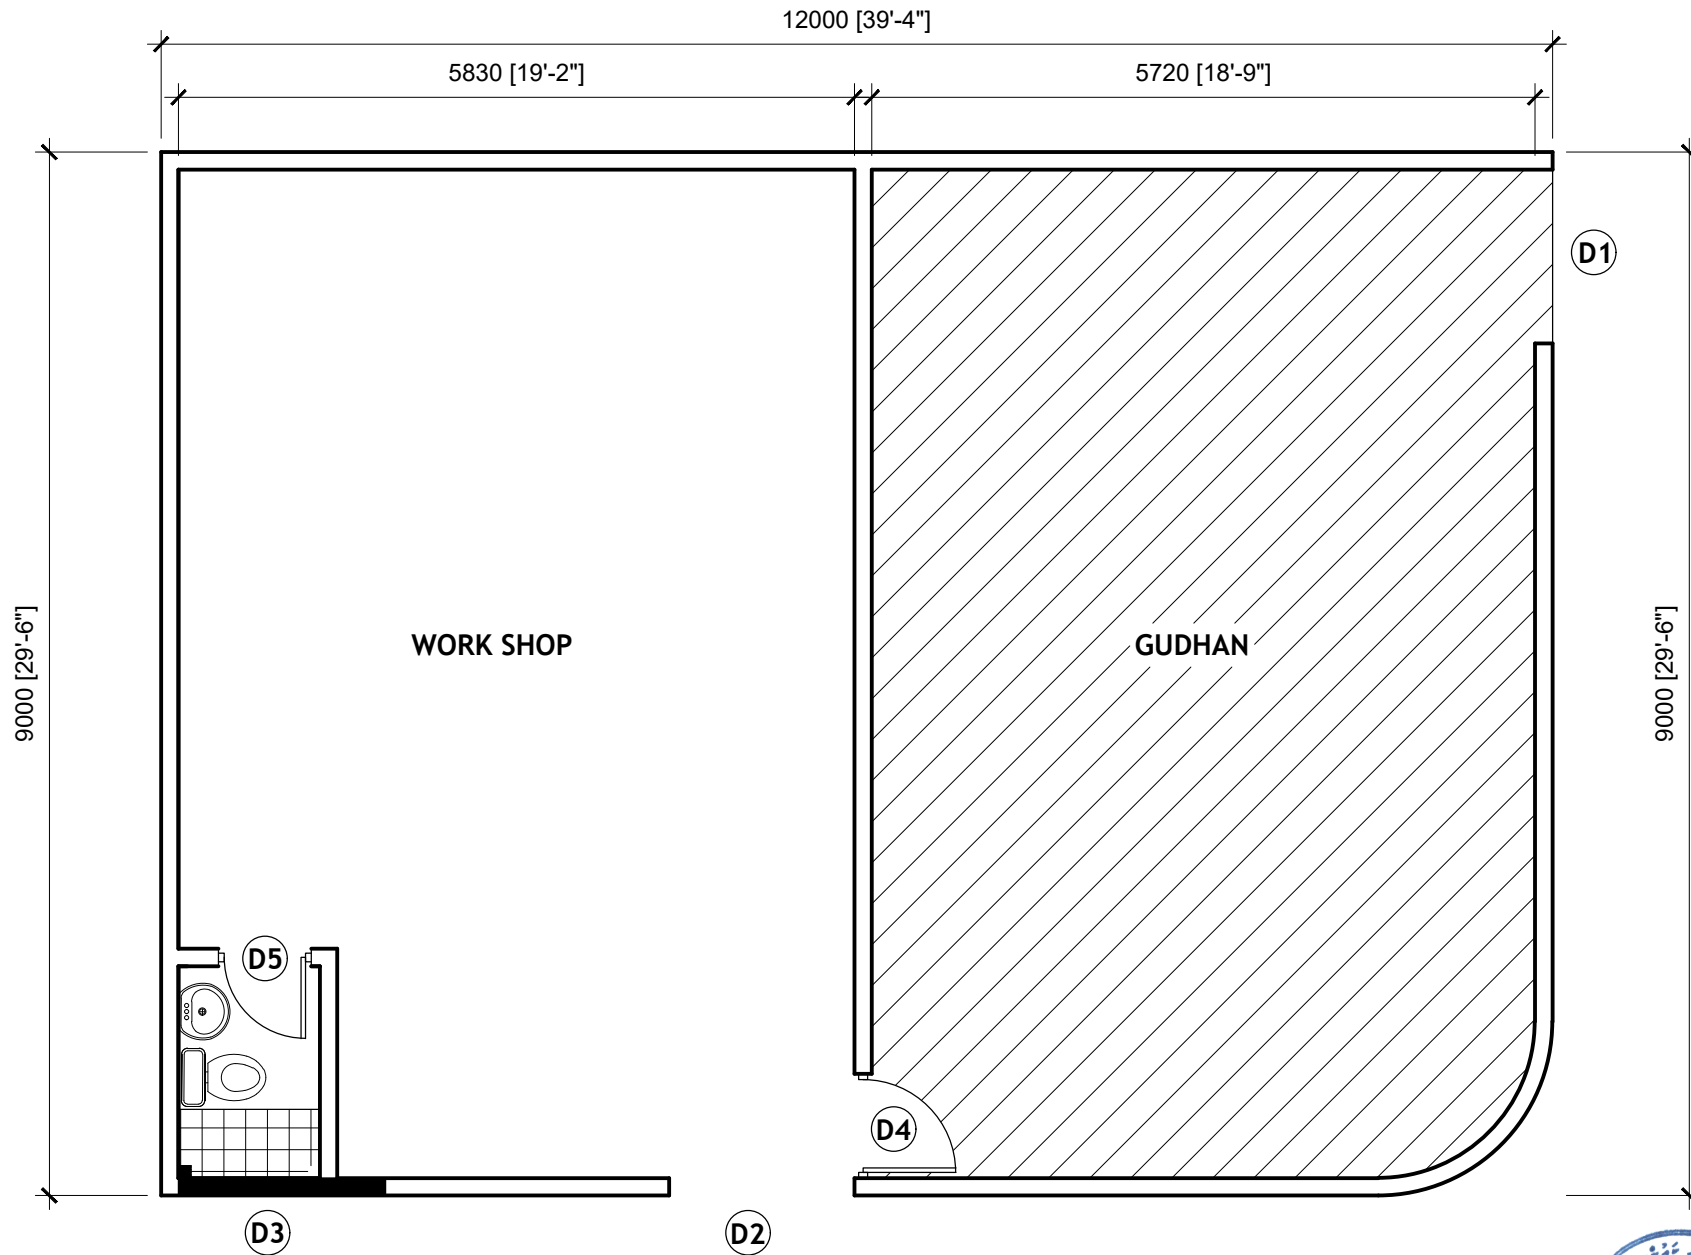 12000 [39'-4"]
5830 [19'-2"]
5720 [18'-9"]
D1
9000 [29'-6"]
WORK SHOP
GUDHAN
9000 [29'-6"]
D5
D4
D3
D2